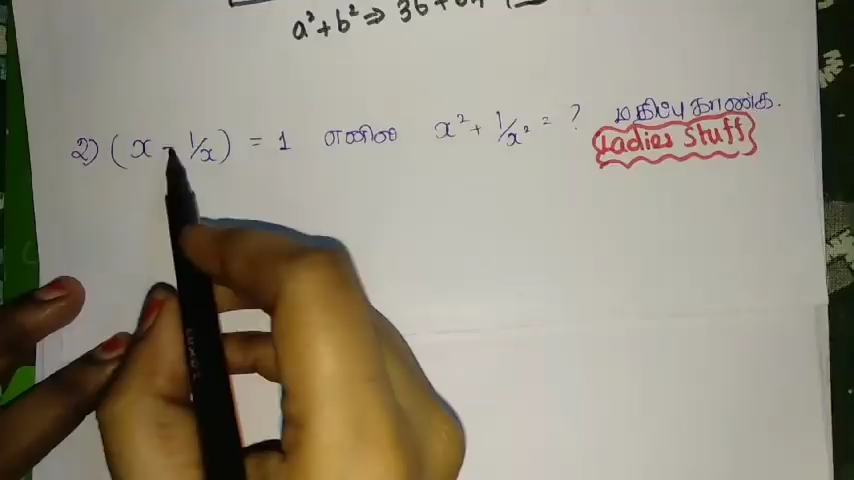 a² + b² ⇒ 36
2) (x - 1/x) = 1 எனில் x² + 1/x² = ? மதிப்பு காண்க.
Ladies Stuff